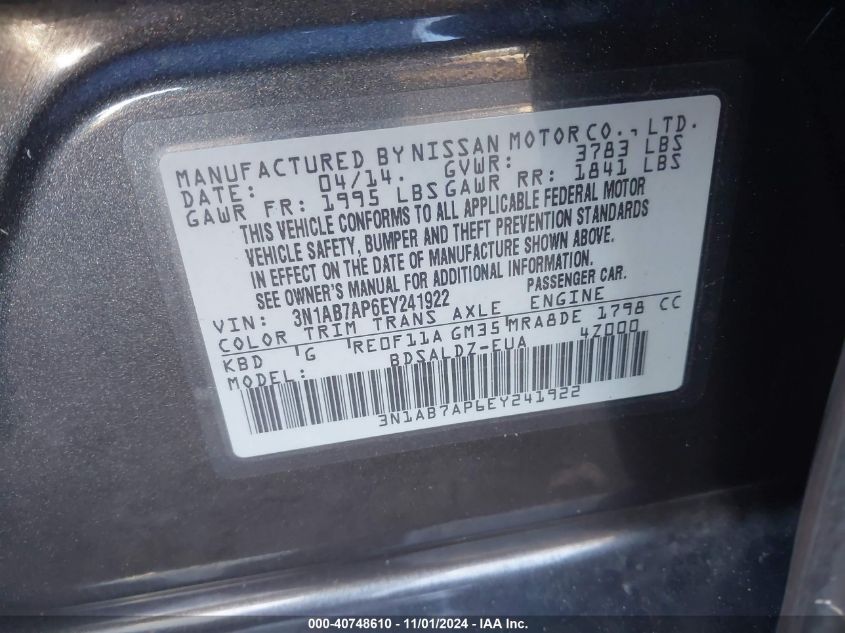 MANUFACTURED BY NISSAN MOTOR CO., LTD.
DATE: 04/14. GVWR: 3783 LBS
GAWR FR: 1995 LBS GAWR RR: 1841 LBS
THIS VEHICLE CONFORMS TO ALL APPLICABLE FEDERAL MOTOR
VEHICLE SAFETY, BUMPER AND THEFT PREVENTION STANDARDS
IN EFFECT ON THE DATE OF MANUFACTURE SHOWN ABOVE.
SEE OWNER'S MANUAL FOR ADDITIONAL INFORMATION.
VIN: 3N1AB7AP6EY241922 PASSENGER CAR.
COLOR TRIM TRANS AXLE ENGINE
KBD 'G 'RE0F11A GM35'MRA8DE 1798 CC
MODEL: BDSALDZ-EUA 4Z000
3N1AB7AP6EY241922
000-40748610 - 11/01/2024 - IAA Inc.